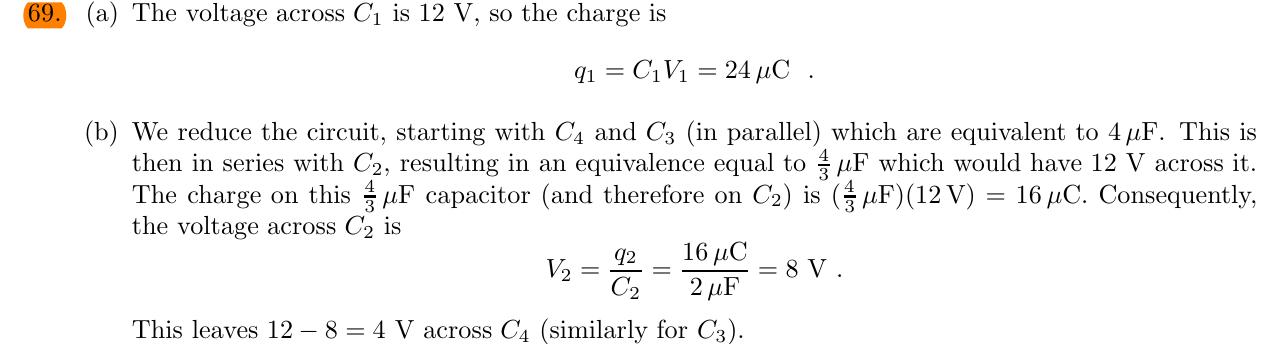 69. (a) The voltage across C₁ is 12 V, so the charge is
q₁ = C₁V₁ = 24 μC .
(b) We reduce the circuit, starting with C₄ and C₃ (in parallel) which are equivalent to 4 μF. This is
then in series with C₂, resulting in an equivalence equal to 4/3 μF which would have 12 V across it.
The charge on this 4/3 μF capacitor (and therefore on C₂) is (4/3 μF)(12 V) = 16 μC. Consequently,
the voltage across C₂ is
V₂ = q₂/C₂ = 16 μC/2 μF = 8 V .
This leaves 12 − 8 = 4 V across C₄ (similarly for C₃).